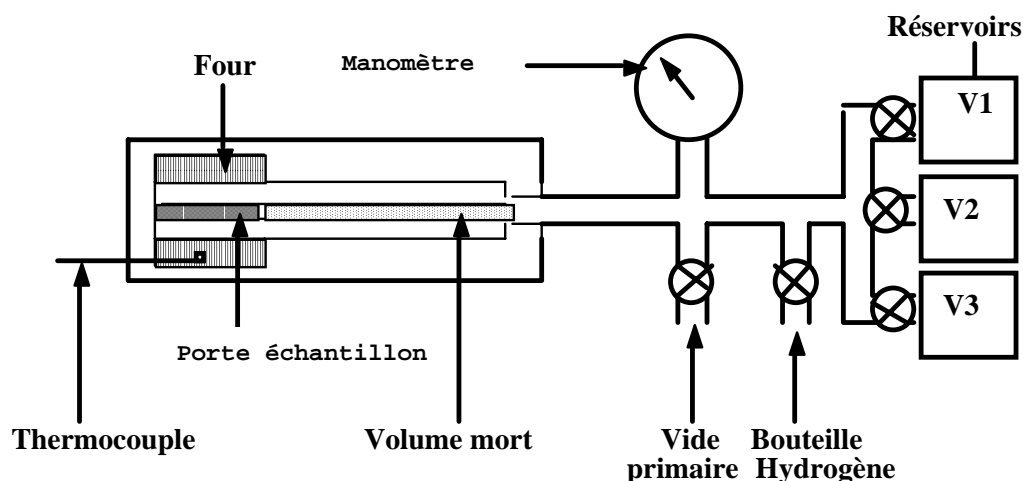 Réservoirs
Four
Manomètre
V1
V2
V3
Porte échantillon
Thermocouple
Volume mort
Vide
primaire
Bouteille
Hydrogène